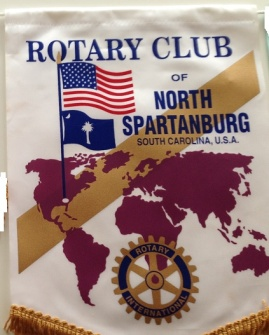 ROTARY CLUB
OF
NORTH
SPARTANBURG
SOUTH CAROLINA, U.S.A.
ROTARY
INTERNATIONAL